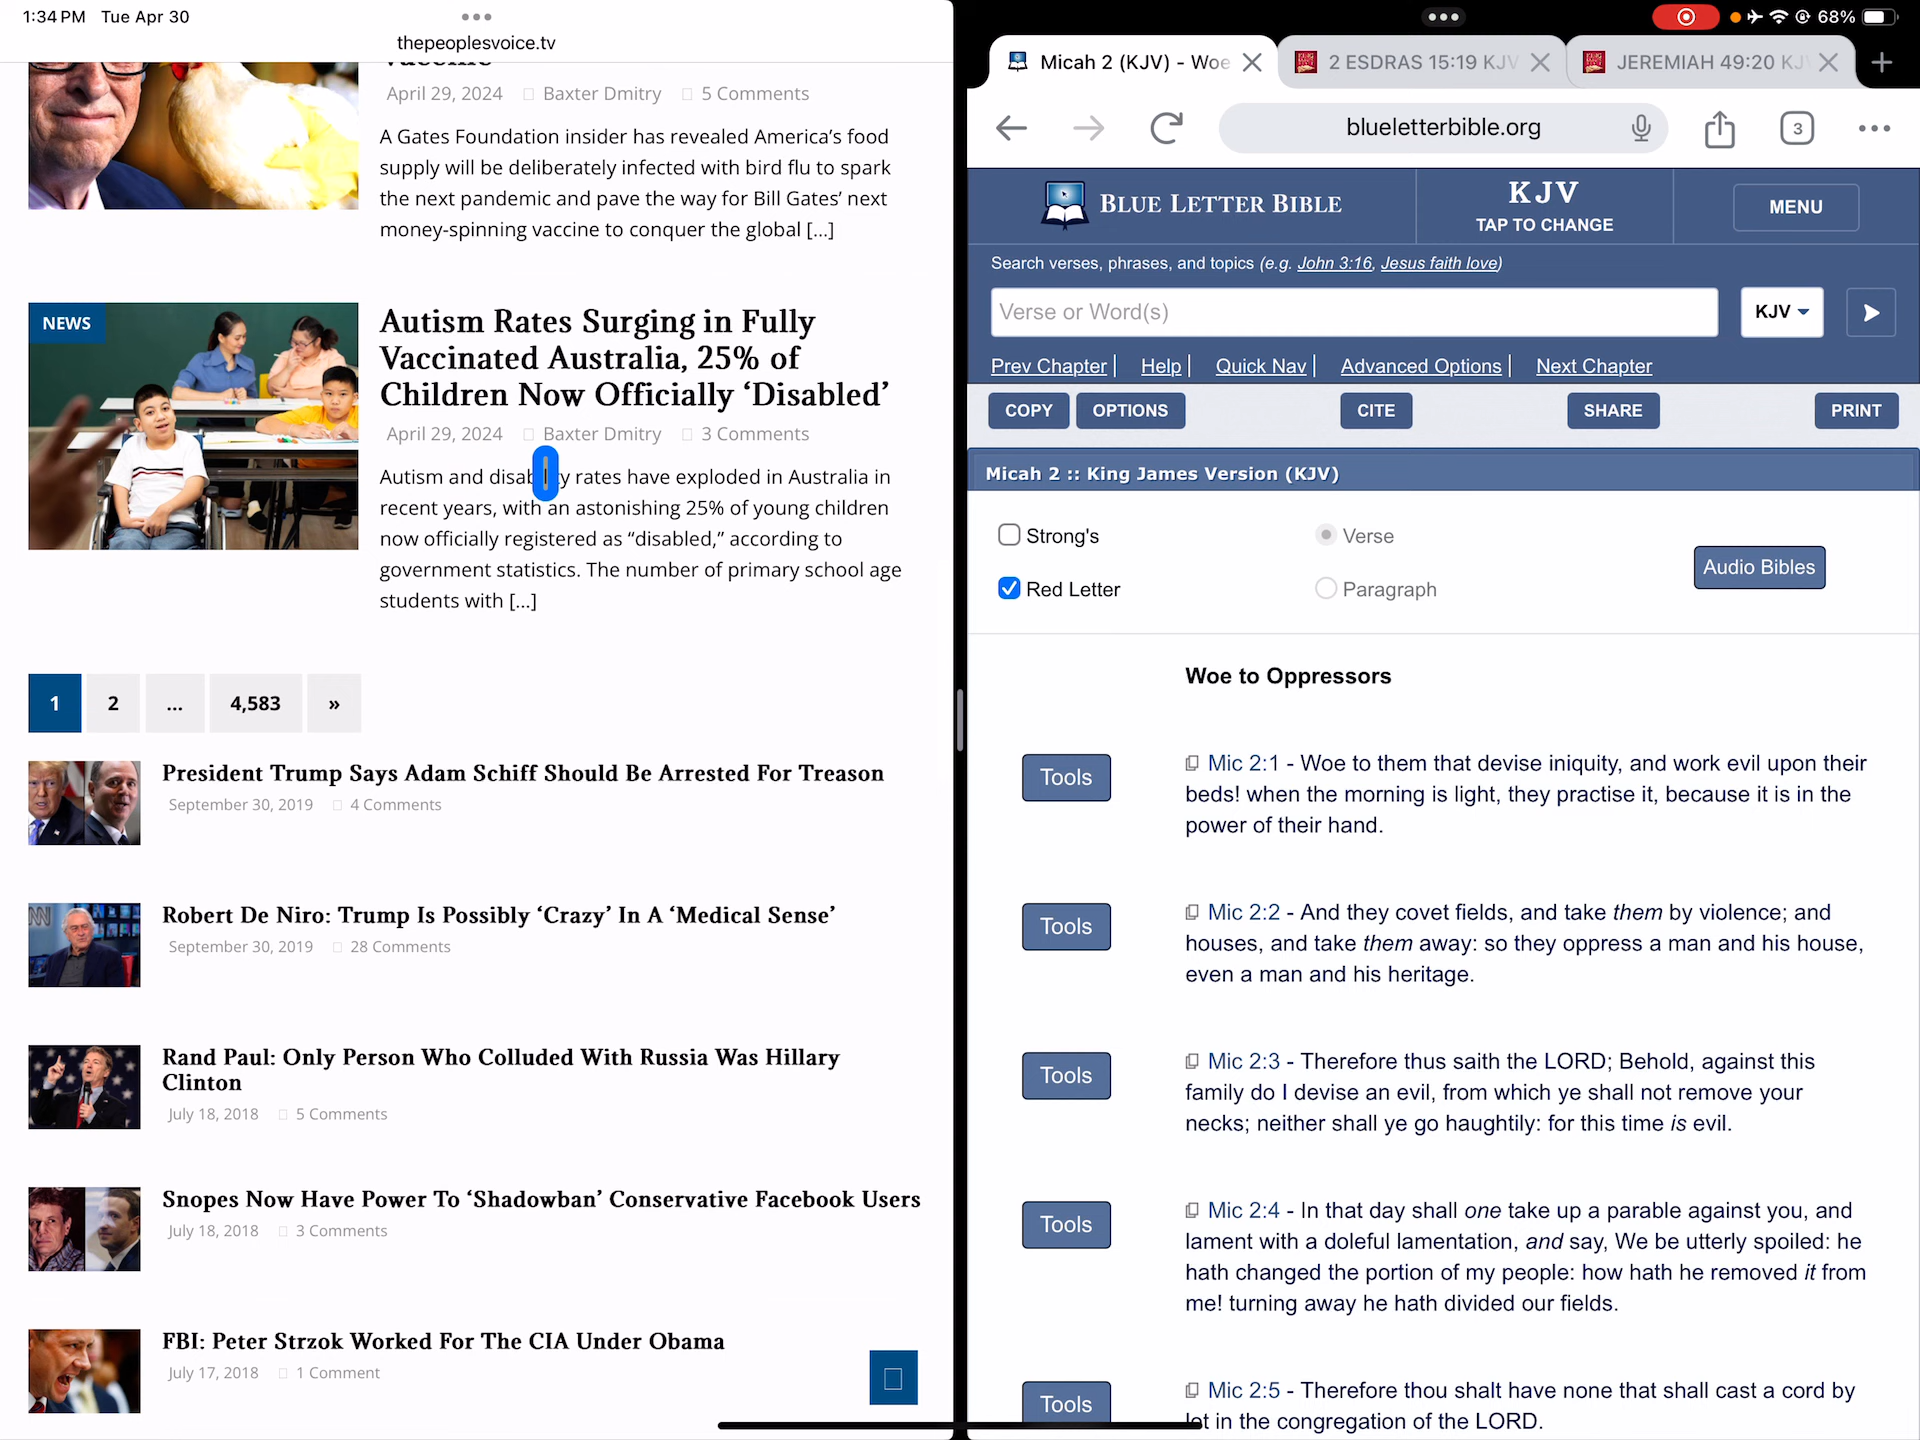 1:34 PM Tue Apr 30
thepeoplesvoice.tv
April 29, 2024 Baxter Dmitry 5 Comments
A Gates Foundation insider has revealed America's food
supply will be deliberately infected with bird flu to spark
the next pandemic and pave the way for Bill Gates' next
money-spinning vaccine to conquer the global [...]
NEWS
Autism Rates Surging in Fully
Vaccinated Australia, 25% of
Children Now Officially ‘Disabled’
April 29, 2024 Baxter Dmitry 3 Comments
Autism and disability rates have exploded in Australia in
recent years, with an astonishing 25% of young children
now officially registered as “disabled,” according to
government statistics. The number of primary school age
students with [...]
1 2 ... 4,583 »
President Trump Says Adam Schiff Should Be Arrested For Treason
September 30, 2019 4 Comments
Robert De Niro: Trump Is Possibly ‘Crazy’ In A ‘Medical Sense’
September 30, 2019 28 Comments
Rand Paul: Only Person Who Colluded With Russia Was Hillary
Clinton
July 18, 2018 5 Comments
Snopes Now Have Power To ‘Shadowban’ Conservative Facebook Users
July 18, 2018 3 Comments
FBI: Peter Strzok Worked For The CIA Under Obama
July 17, 2018 1 Comment
68%
Micah 2 (KJV) - Woe
2 ESDRAS 15:19 KJV
JEREMIAH 49:20 KJV
blueletterbible.org
3
BLUE LETTER BIBLE
KJV
TAP TO CHANGE
MENU
Search verses, phrases, and topics (e.g. John 3:16, Jesus faith love)
Verse or Word(s)
KJV
Prev Chapter | Help | Quick Nav | Advanced Options | Next Chapter
COPY OPTIONS CITE SHARE PRINT
Micah 2 :: King James Version (KJV)
Strong's Verse
Audio Bibles
Red Letter Paragraph
Woe to Oppressors
Tools
Mic 2:1 - Woe to them that devise iniquity, and work evil upon their
beds! when the morning is light, they practise it, because it is in the
power of their hand.
Tools
Mic 2:2 - And they covet fields, and take them by violence; and
houses, and take them away: so they oppress a man and his house,
even a man and his heritage.
Tools
Mic 2:3 - Therefore thus saith the LORD; Behold, against this
family do I devise an evil, from which ye shall not remove your
necks; neither shall ye go haughtily: for this time is evil.
Tools
Mic 2:4 - In that day shall one take up a parable against you, and
lament with a doleful lamentation, and say, We be utterly spoiled: he
hath changed the portion of my people: how hath he removed it from
me! turning away he hath divided our fields.
Tools
Mic 2:5 - Therefore thou shalt have none that shall cast a cord by
lot in the congregation of the LORD.